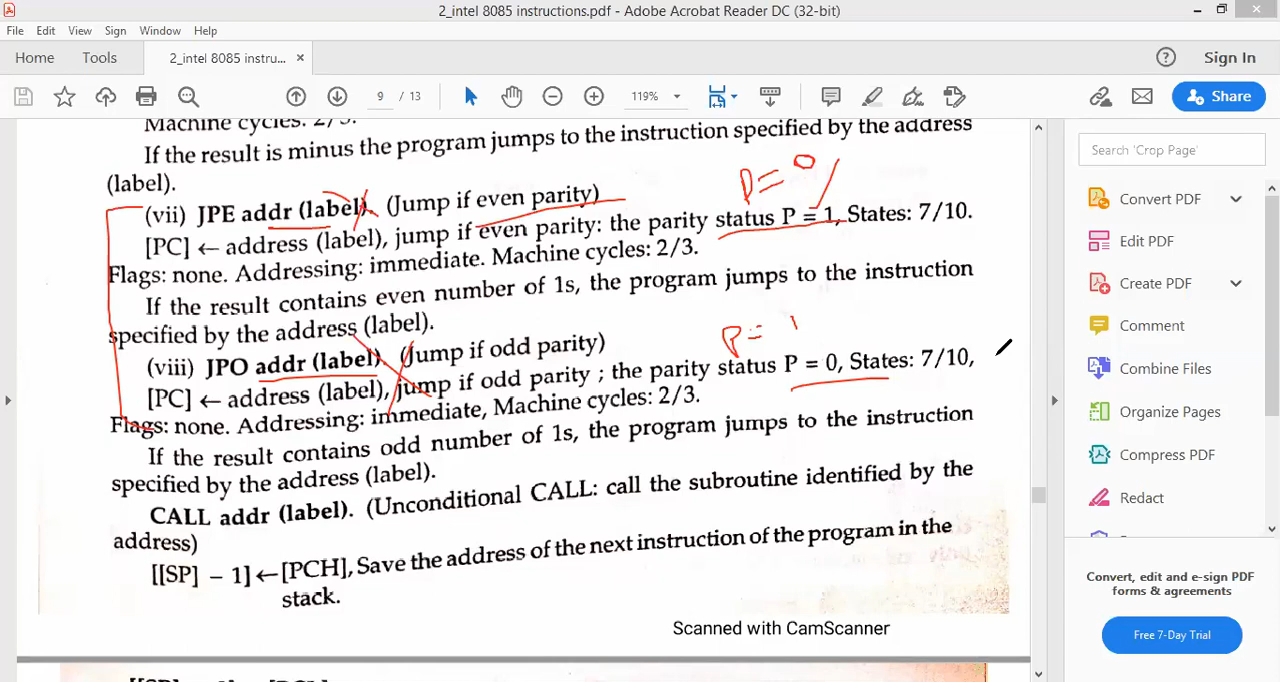 2_intel 8085 instructions.pdf - Adobe Acrobat Reader DC (32-bit)
File Edit View Sign Window Help
Home Tools 2_intel 8085 instru... × ? Sign In
9 / 13 119% Share
Machine cycles: 2/3.
If the result is minus the program jumps to the instruction specified by the address
(label).
P = 0
(vii) JPE addr (label). (Jump if even parity)
[PC] ← address (label), jump if even parity: the parity status P = 1, States: 7/10.
Flags: none. Addressing: immediate. Machine cycles: 2/3.
If the result contains even number of 1s, the program jumps to the instruction
specified by the address (label).
P = 1
(viii) JPO addr (label). (Jump if odd parity)
[PC] ← address (label), jump if odd parity ; the parity status P = 0, States: 7/10,
Flags: none. Addressing: immediate, Machine cycles: 2/3.
If the result contains odd number of 1s, the program jumps to the instruction
specified by the address (label).
CALL addr (label). (Unconditional CALL: call the subroutine identified by the
address)
[[SP] – 1] ← [PCH], Save the address of the next instruction of the program in the
stack.
Scanned with CamScanner
Search 'Crop Page'
Convert PDF
Edit PDF
Create PDF
Comment
Combine Files
Organize Pages
Compress PDF
Redact
Convert, edit and e-sign PDF
forms & agreements
Free 7-Day Trial